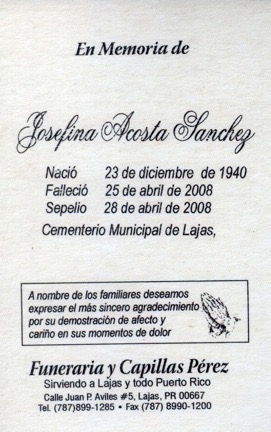 En Memoria de
Josefina Acosta Sanchez
Nació 23 de diciembre de 1940
Falleció 25 de abril de 2008
Sepelio 28 de abril de 2008
Cementerio Municipal de Lajas,
A nombre de los familiares deseamos
expresar el más sincero agradecimiento
por su demostración de afecto y
cariño en sus momentos de dolor
Funeraria y Capillas Pérez
Sirviendo a Lajas y todo Puerto Rico
Calle Juan P. Aviles #5, Lajas, PR 00667
Tel. (787)899-1285 • Fax (787) 8990-1200